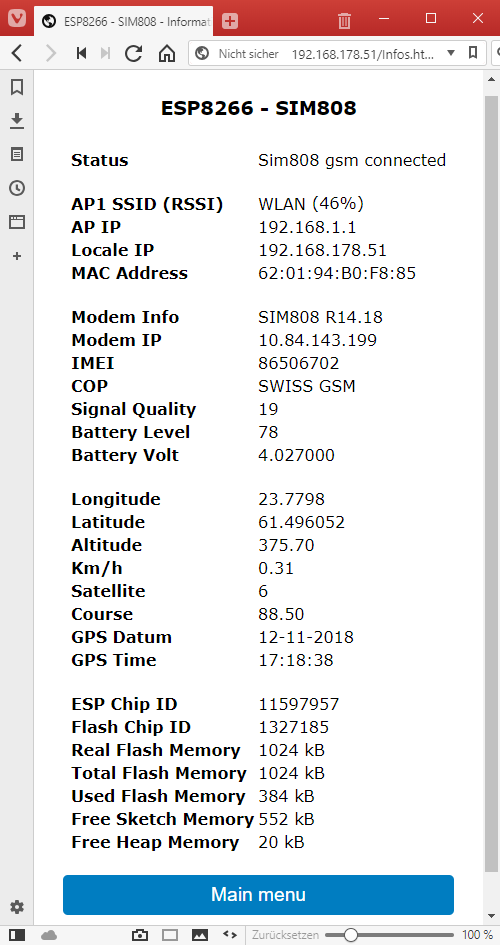 ESP8266 - SIM808 - Informat
Nicht sicher 192.168.178.51/Infos.ht...
ESP8266 - SIM808
Status Sim808 gsm connected
AP1 SSID (RSSI) WLAN (46%)
AP IP 192.168.1.1
Locale IP 192.168.178.51
MAC Address 62:01:94:B0:F8:85
Modem Info SIM808 R14.18
Modem IP 10.84.143.199
IMEI 86506702
COP SWISS GSM
Signal Quality 19
Battery Level 78
Battery Volt 4.027000
Longitude 23.7798
Latitude 61.496052
Altitude 375.70
Km/h 0.31
Satellite 6
Course 88.50
GPS Datum 12-11-2018
GPS Time 17:18:38
ESP Chip ID 11597957
Flash Chip ID 1327185
Real Flash Memory 1024 kB
Total Flash Memory 1024 kB
Used Flash Memory 384 kB
Free Sketch Memory 552 kB
Free Heap Memory 20 kB
Main menu
Zurücksetzen 100 %